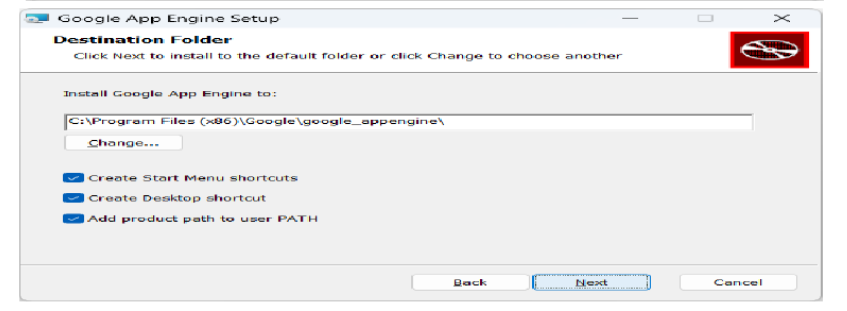 Google App Engine Setup
Destination Folder
Click Next to install to the default folder or click Change to choose another
Install Google App Engine to:
C:\Program Files (x86)\Google\google_appengine\
Change...
Create Start Menu shortcuts
Create Desktop shortcut
Add product path to user PATH
Back Next Cancel